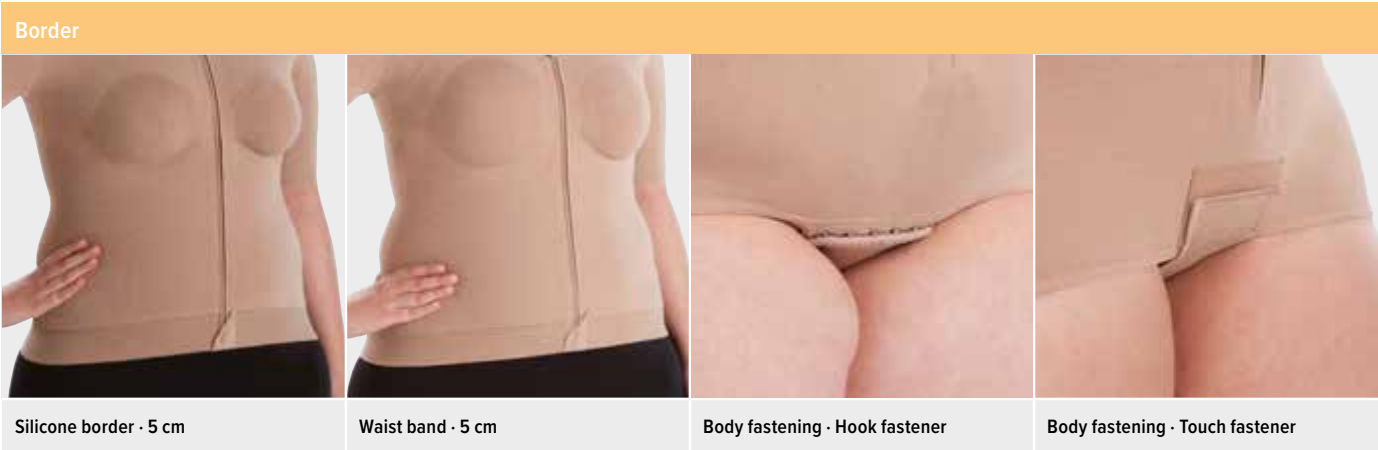 Border
Silicone border · 5 cm
Waist band · 5 cm
Body fastening · Hook fastener
Body fastening · Touch fastener